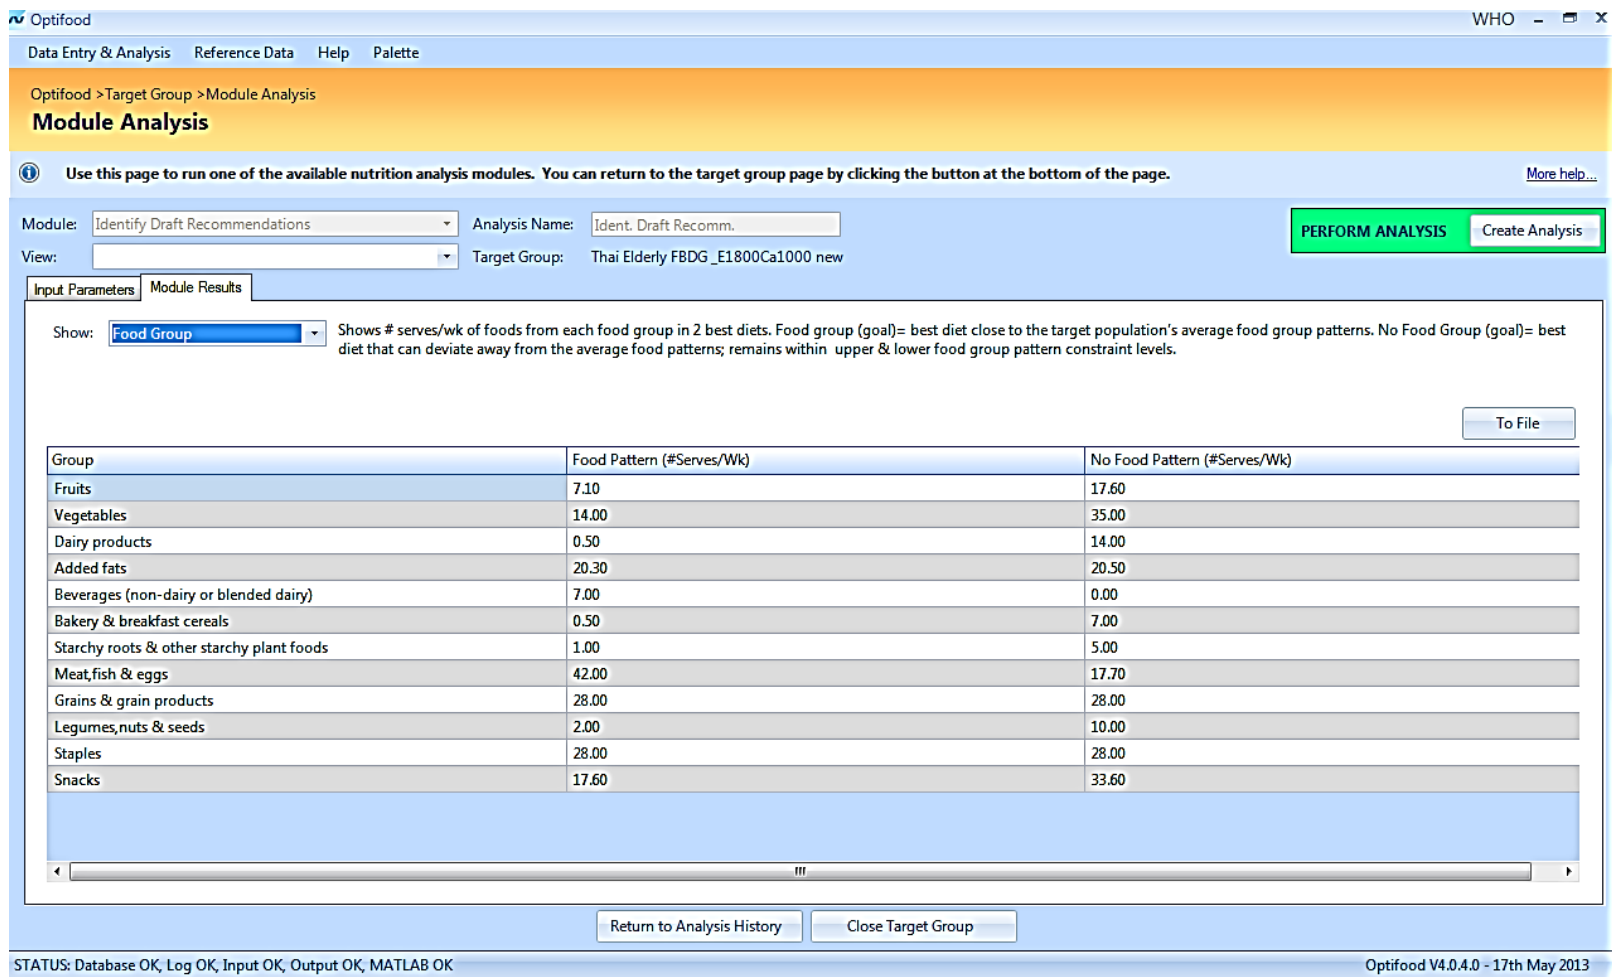 Optifood WHO
Data Entry & Analysis Reference Data Help Palette
Optifood >Target Group >Module Analysis
Module Analysis
Use this page to run one of the available nutrition analysis modules. You can return to the target group page by clicking the button at the bottom of the page. More help...
Module: Identify Draft Recommendations Analysis Name: Ident. Draft Recomm. PERFORM ANALYSIS Create Analysis
View: Target Group: Thai Elderly FBDG_E1800Ca1000 new
Input Parameters Module Results
Show: Food Group Shows # serves/wk of foods from each food group in 2 best diets. Food group (goal)= best diet close to the target population's average food group patterns. No Food Group (goal)= best
diet that can deviate away from the average food patterns; remains within upper & lower food group pattern constraint levels.
To File
Group Food Pattern (#Serves/Wk) No Food Pattern (#Serves/Wk)
Fruits 7.10 17.60
Vegetables 14.00 35.00
Dairy products 0.50 14.00
Added fats 20.30 20.50
Beverages (non-dairy or blended dairy) 7.00 0.00
Bakery & breakfast cereals 0.50 7.00
Starchy roots & other starchy plant foods 1.00 5.00
Meat,fish & eggs 42.00 17.70
Grains & grain products 28.00 28.00
Legumes,nuts & seeds 2.00 10.00
Staples 28.00 28.00
Snacks 17.60 33.60
Return to Analysis History Close Target Group
STATUS: Database OK, Log OK, Input OK, Output OK, MATLAB OK Optifood V4.0.4.0 - 17th May 2013